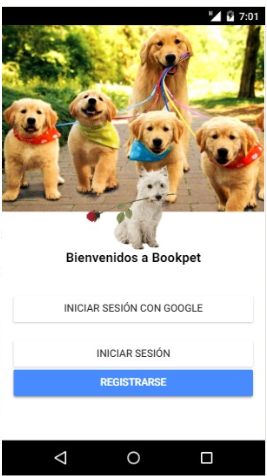 7:01
Bienvenidos a Bookpet
INICIAR SESIÓN CON GOOGLE
INICIAR SESIÓN
REGISTRARSE